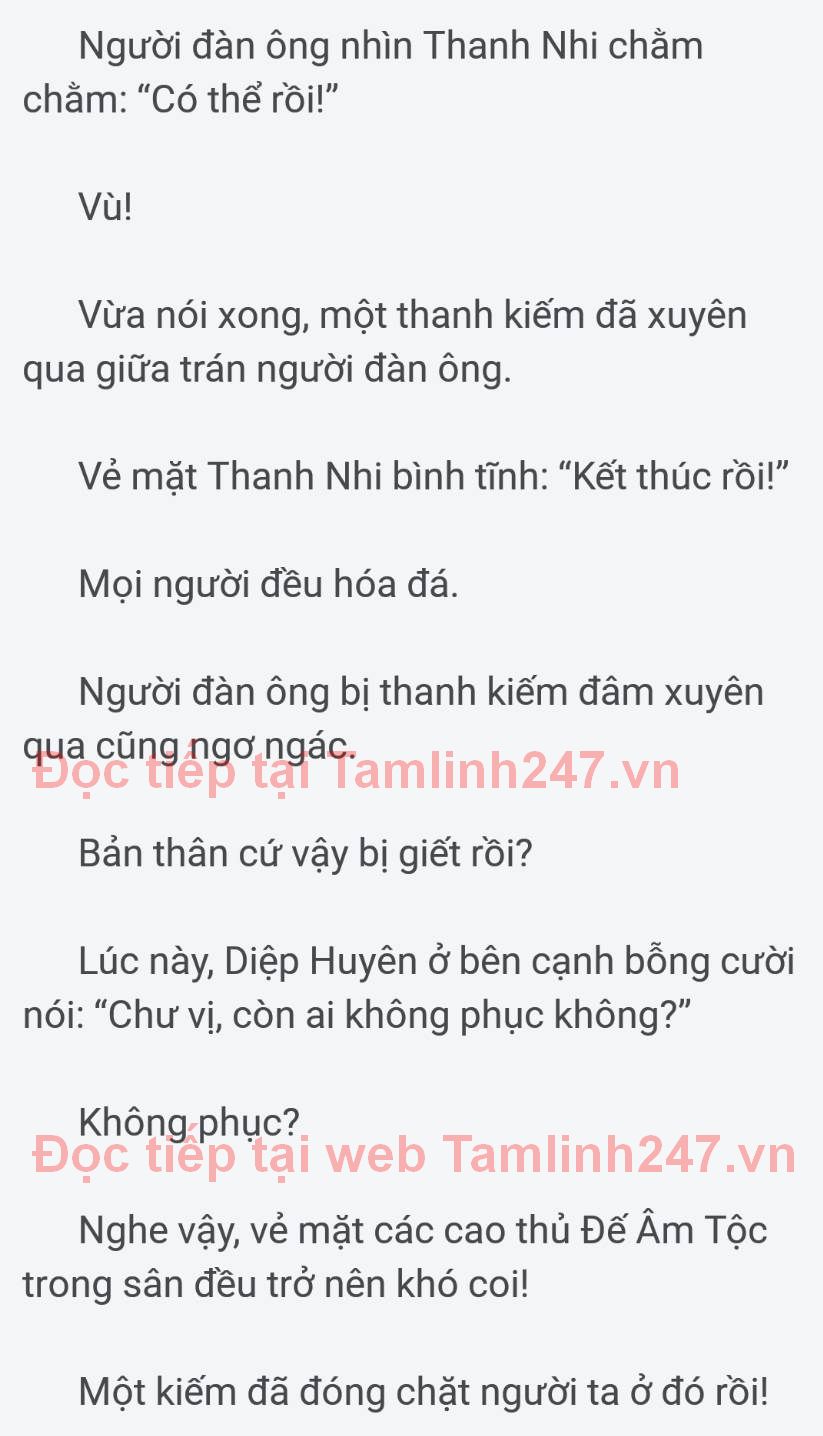 Người đàn ông nhìn Thanh Nhi chằm
chằm: “Có thể rồi!”
Vù!
Vừa nói xong, một thanh kiếm đã xuyên
qua giữa trán người đàn ông.
Vẻ mặt Thanh Nhi bình tĩnh: “Kết thúc rồi!”
Mọi người đều hóa đá.
Người đàn ông bị thanh kiếm đâm xuyên
qua cũng ngơ ngác.
Đọc tiếp tại Tamlinh247.vn
Bản thân cứ vậy bị giết rồi?
Lúc này, Diệp Huyên ở bên cạnh bỗng cười
nói: “Chư vị, còn ai không phục không?”
Không phục?
Đọc tiếp tại web Tamlinh247.vn
Nghe vậy, vẻ mặt các cao thủ Đế Âm Tộc
trong sân đều trở nên khó coi!
Một kiếm đã đóng chặt người ta ở đó rồi!